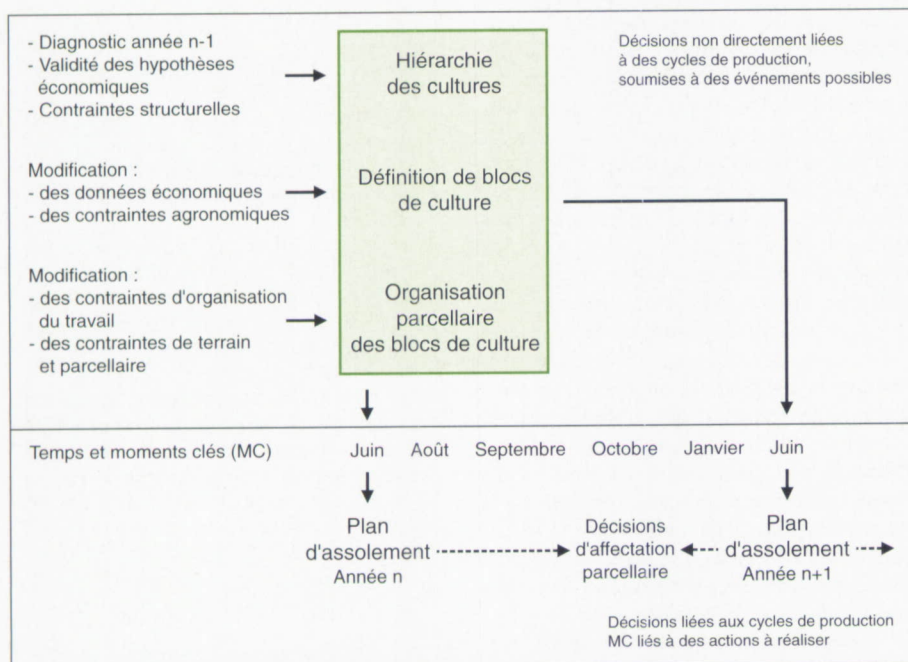 - Diagnostic année n-1
- Validité des hypothèses
économiques
- Contraintes structurelles
Hiérarchie
des cultures
Décisions non directement liées
à des cycles de production,
soumises à des événements possibles
Modification :
- des données économiques
- des contraintes agronomiques
Définition de blocs
de culture
Modification :
- des contraintes d'organisation
du travail
- des contraintes de terrain
et parcellaire
Organisation
parcellaire
des blocs de culture
Temps et moments clés (MC)
Juin Août Septembre Octobre Janvier Juin
Plan
d'assolement
Année n
Décisions
d'affectation
parcellaire
Plan
d'assolement
Année n+1
Décisions liées aux cycles de production
MC liés à des actions à réaliser